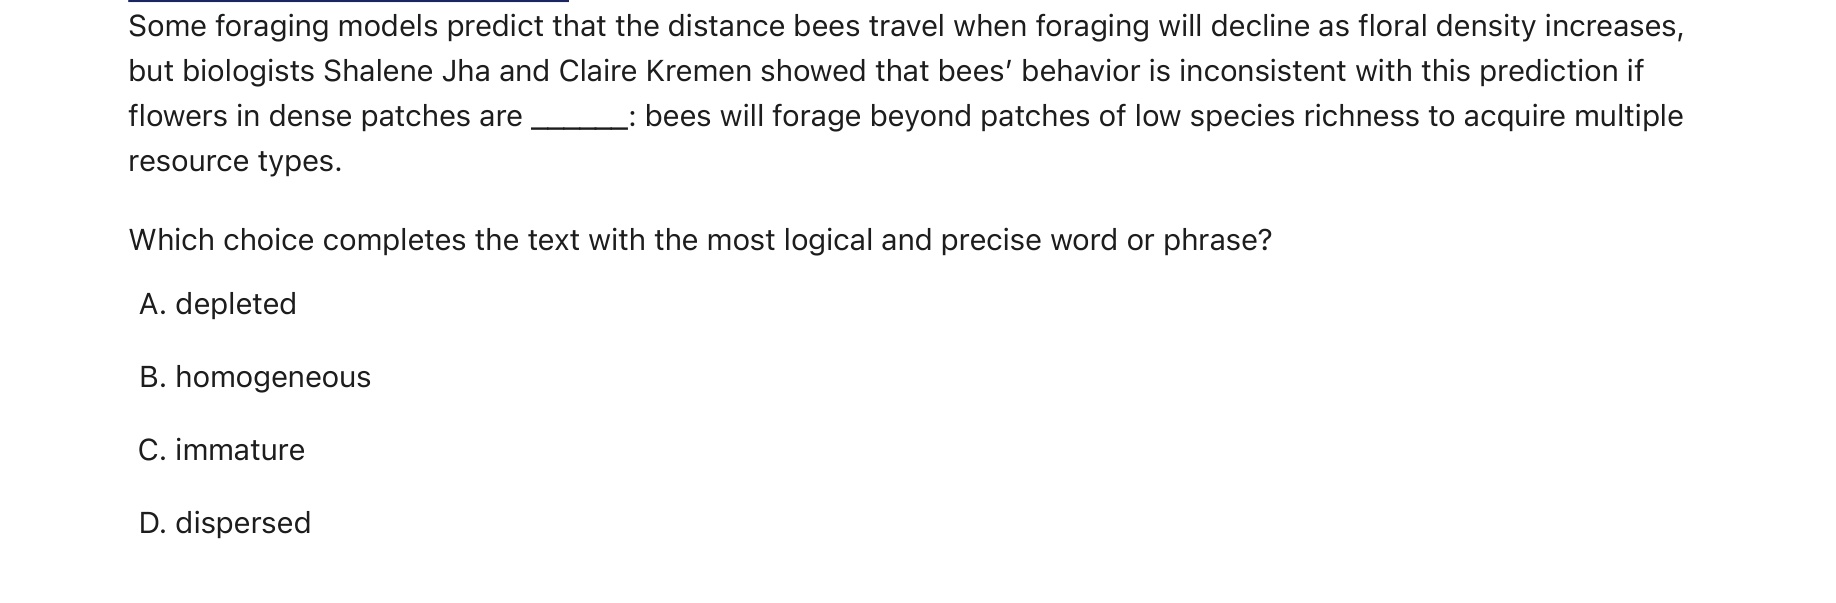 Some foraging models predict that the distance bees travel when foraging will decline as floral density increases,
but biologists Shalene Jha and Claire Kremen showed that bees’ behavior is inconsistent with this prediction if
flowers in dense patches are ______: bees will forage beyond patches of low species richness to acquire multiple
resource types.
Which choice completes the text with the most logical and precise word or phrase?
A. depleted
B. homogeneous
C. immature
D. dispersed